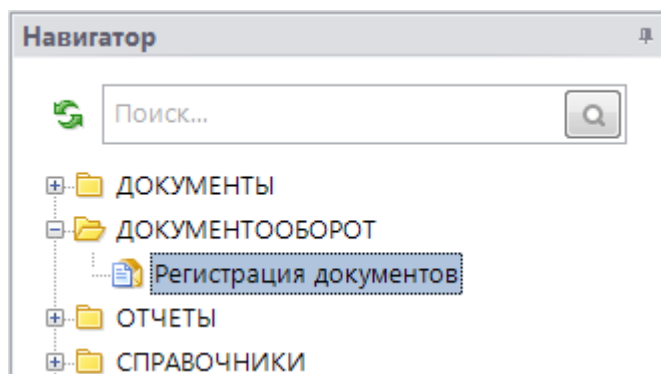 Навигатор
Поиск...
ДОКУМЕНТЫ
ДОКУМЕНТООБОРОТ
Регистрация документов
ОТЧЕТЫ
СПРАВОЧНИКИ